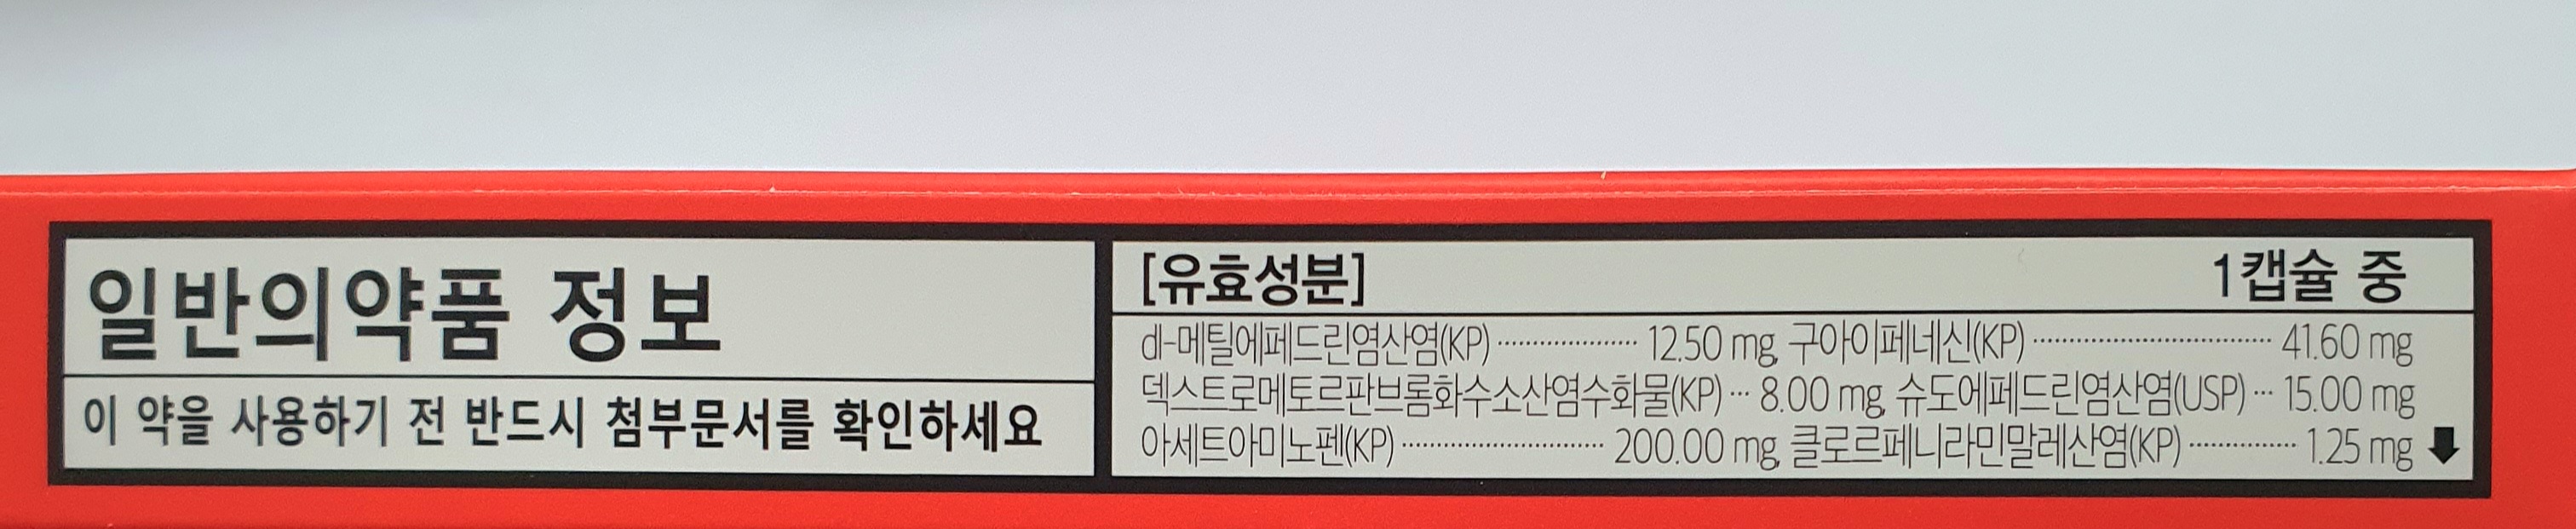 일반의약품 정보
이 약을 사용하기 전 반드시 첨부문서를 확인하세요
[유효성분] 1캡슐 중
dl-메틸에페드린염산염(KP) ··················· 12.50 mg, 구아이페네신(KP) ································ 41.60 mg
덱스트로메토르판브롬화수소산염수화물(KP) ··· 8.00 mg, 슈도에페드린염산염(USP) ··· 15.00 mg
아세트아미노펜(KP) ··························· 200.00 mg, 클로르페니라민말레산염(KP) ··············· 1.25 mg